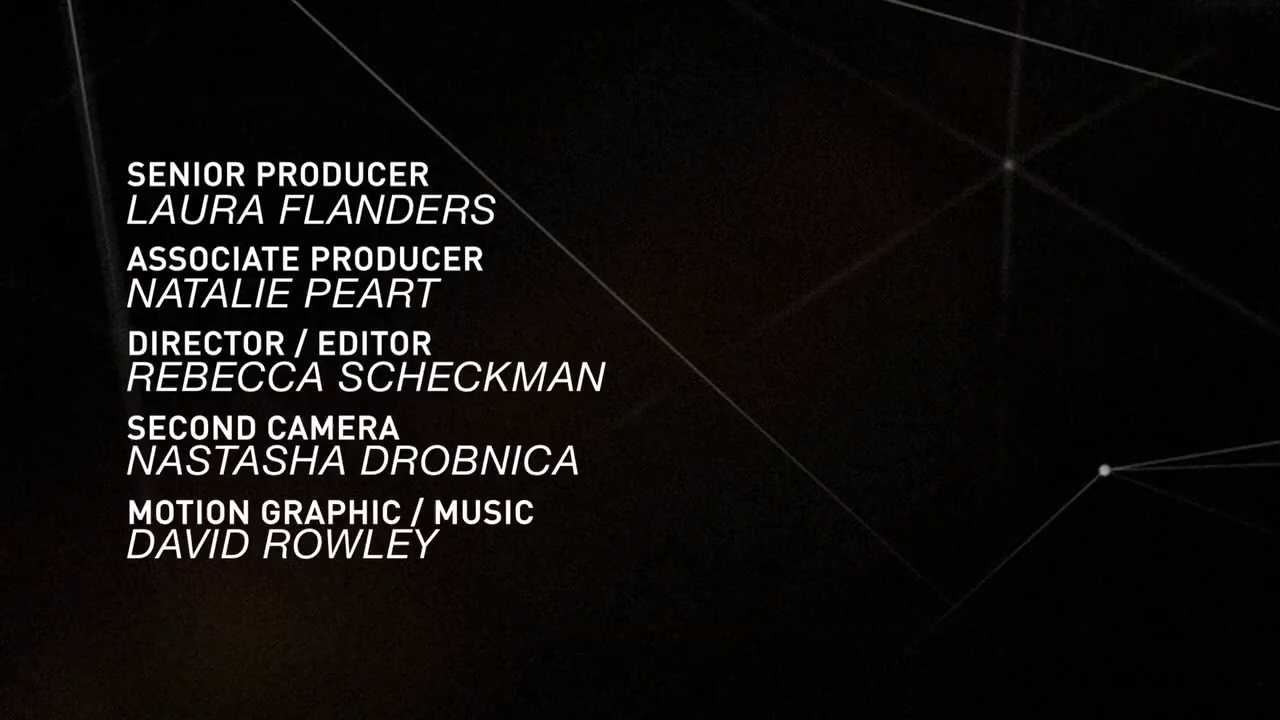 SENIOR PRODUCER
LAURA FLANDERS
ASSOCIATE PRODUCER
NATALIE PEART
DIRECTOR / EDITOR
REBECCA SCHECKMAN
SECOND CAMERA
NASTASHA DROBNICA
MOTION GRAPHIC / MUSIC
DAVID ROWLEY